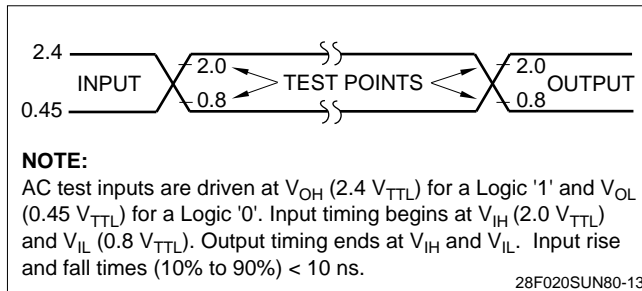 2.4
2.0 2.0
INPUT TEST POINTS OUTPUT
0.8 0.8
0.45
NOTE:
AC test inputs are driven at VOH (2.4 VTTL) for a Logic '1' and VOL
(0.45 VTTL) for a Logic '0'. Input timing begins at VIH (2.0 VTTL)
and VIL (0.8 VTTL). Output timing ends at VIH and VIL. Input rise
and fall times (10% to 90%) < 10 ns.
28F020SUN80-13